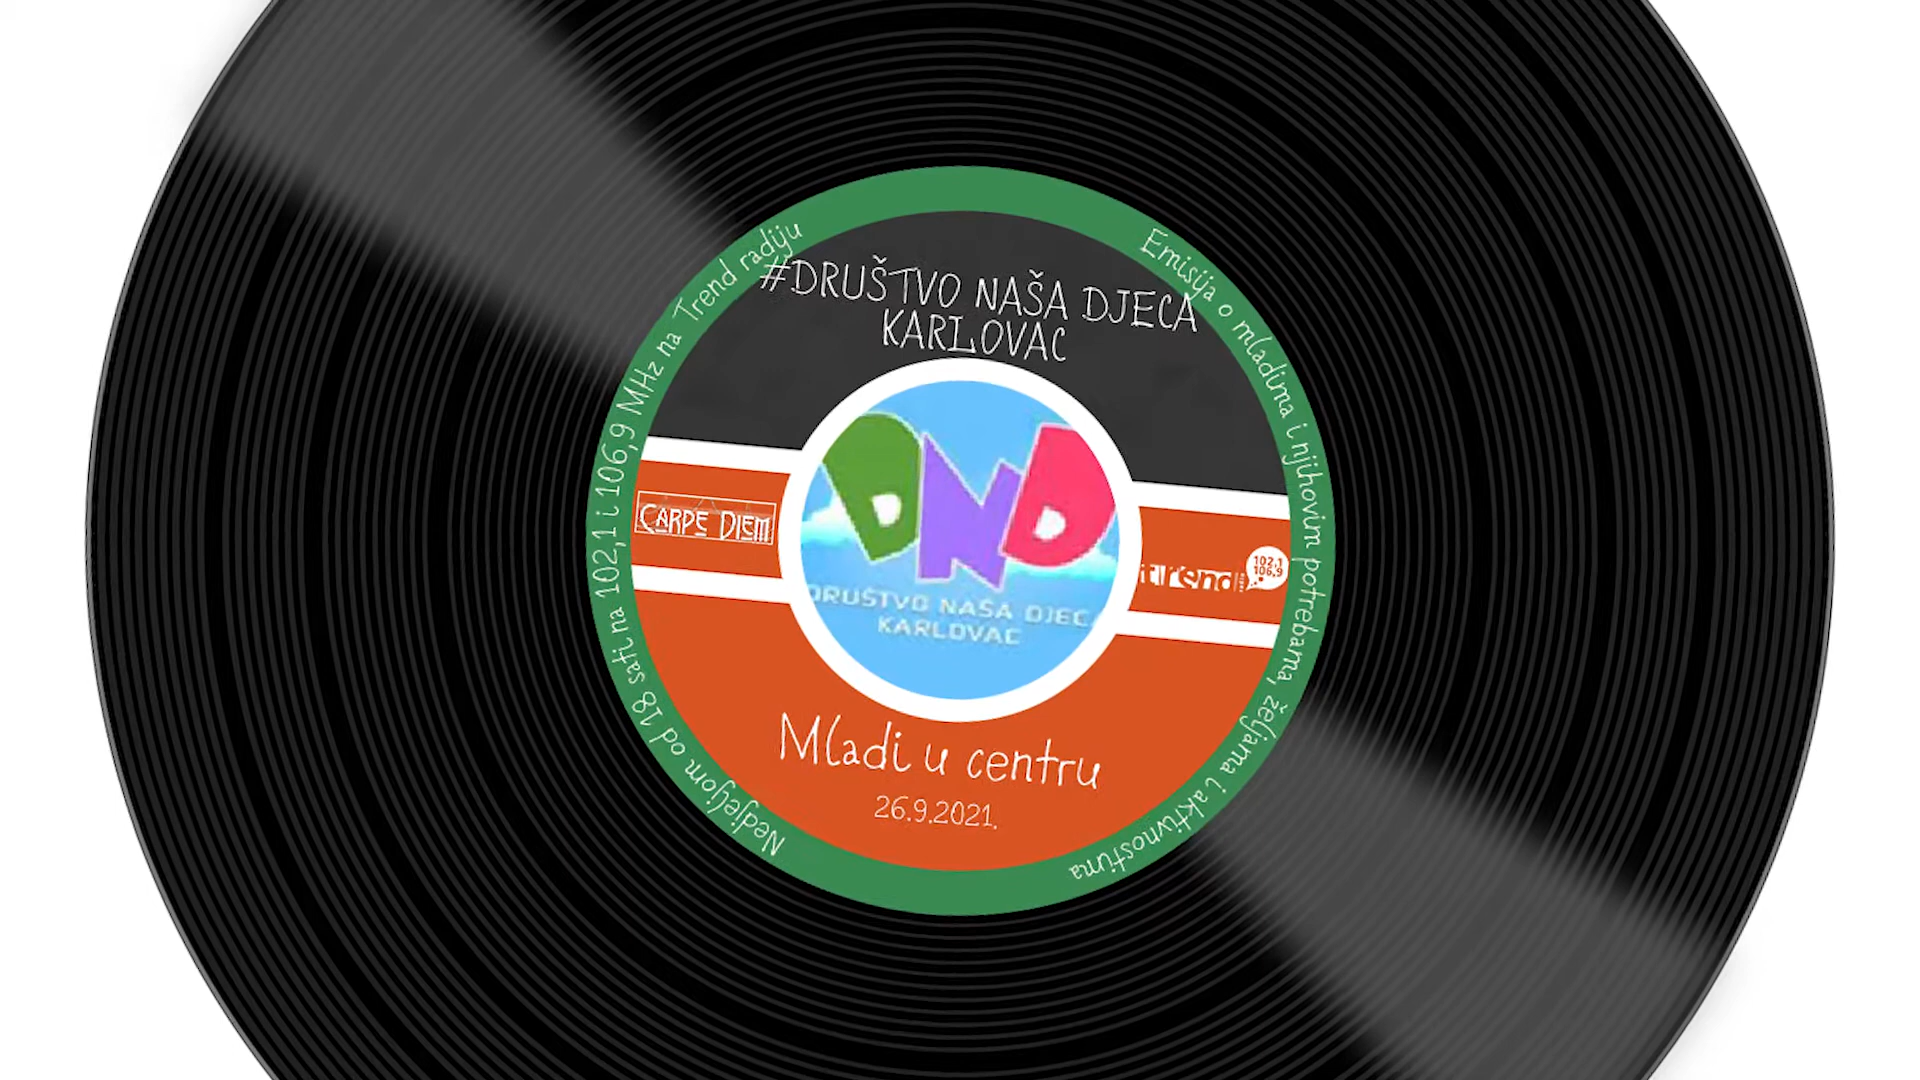 #DRUŠTVO NAŠA DJECA
KARLOVAC
Nedjeljom od 18 sati na 102,1 i 106,9 MHz na Trend radiju
Emisija o mladima i njihovim potrebama, željama i aktivnostima
CARPE DIEM
DND
DRUŠTVO NAŠA DJECA
KARLOVAC
trend
radio
102,1
106,9
Mladi u centru
26.9.2021.